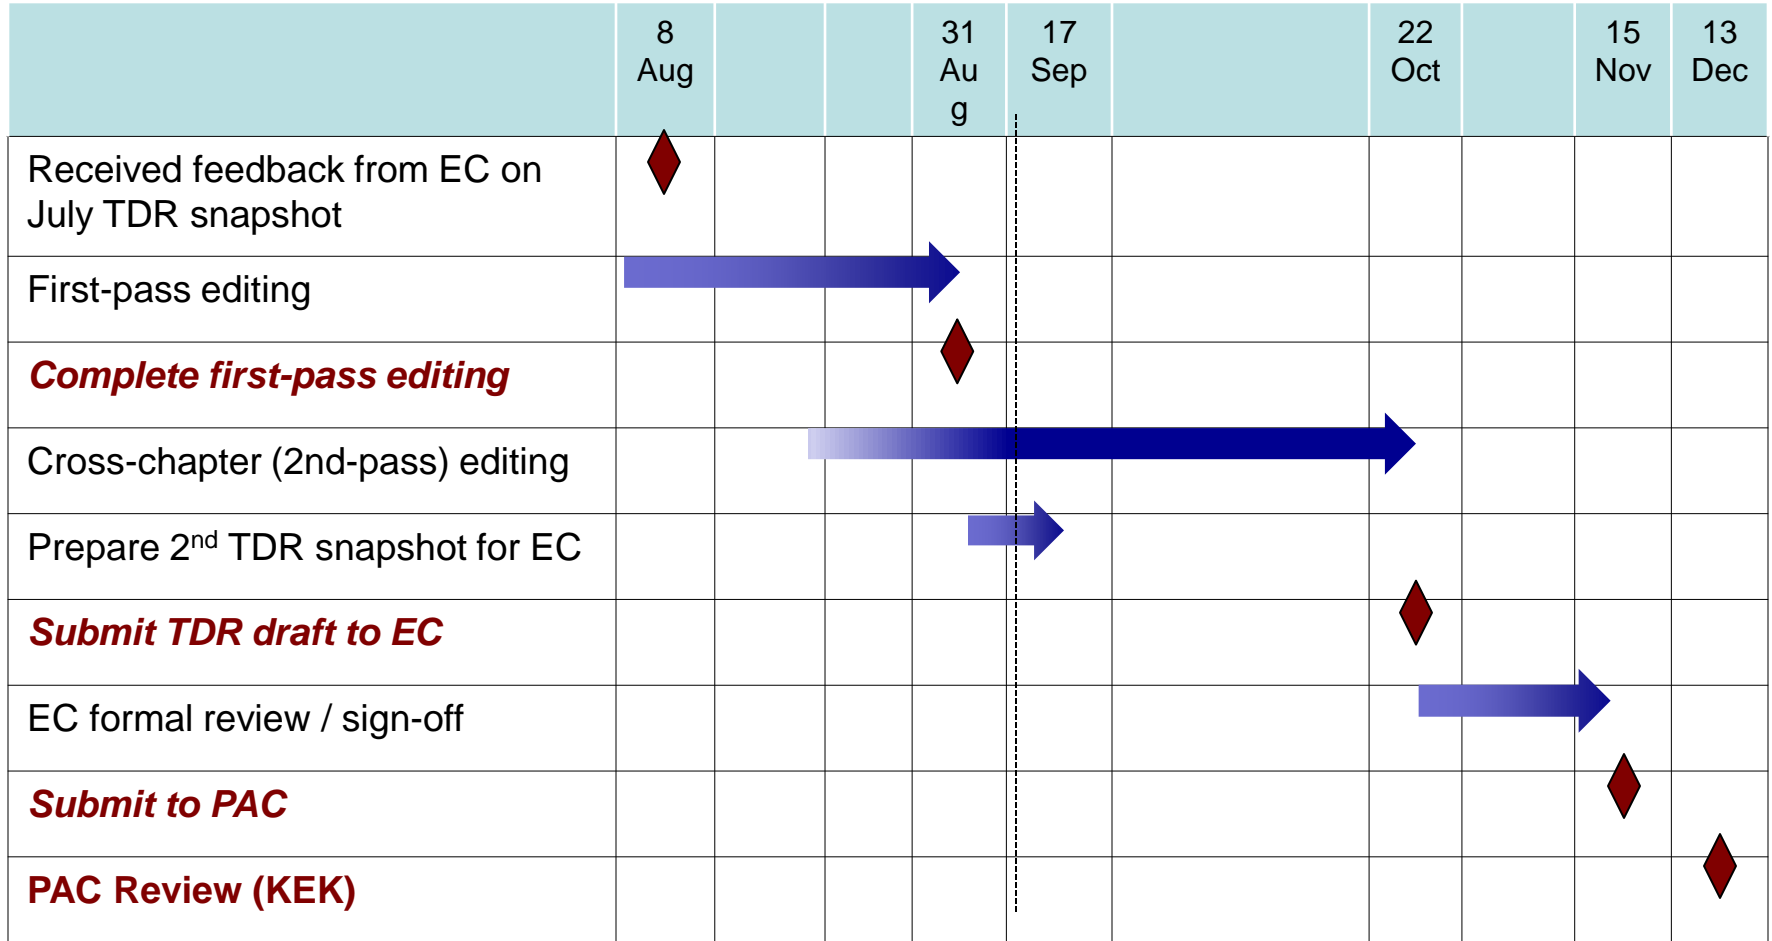 8 31 17 22 15 13
Aug Au Sep Oct Nov Dec
g
Received feedback from EC on
July TDR snapshot
First-pass editing
Complete first-pass editing
Cross-chapter (2nd-pass) editing
Prepare 2nd TDR snapshot for EC
Submit TDR draft to EC
EC formal review / sign-off
Submit to PAC
PAC Review (KEK)